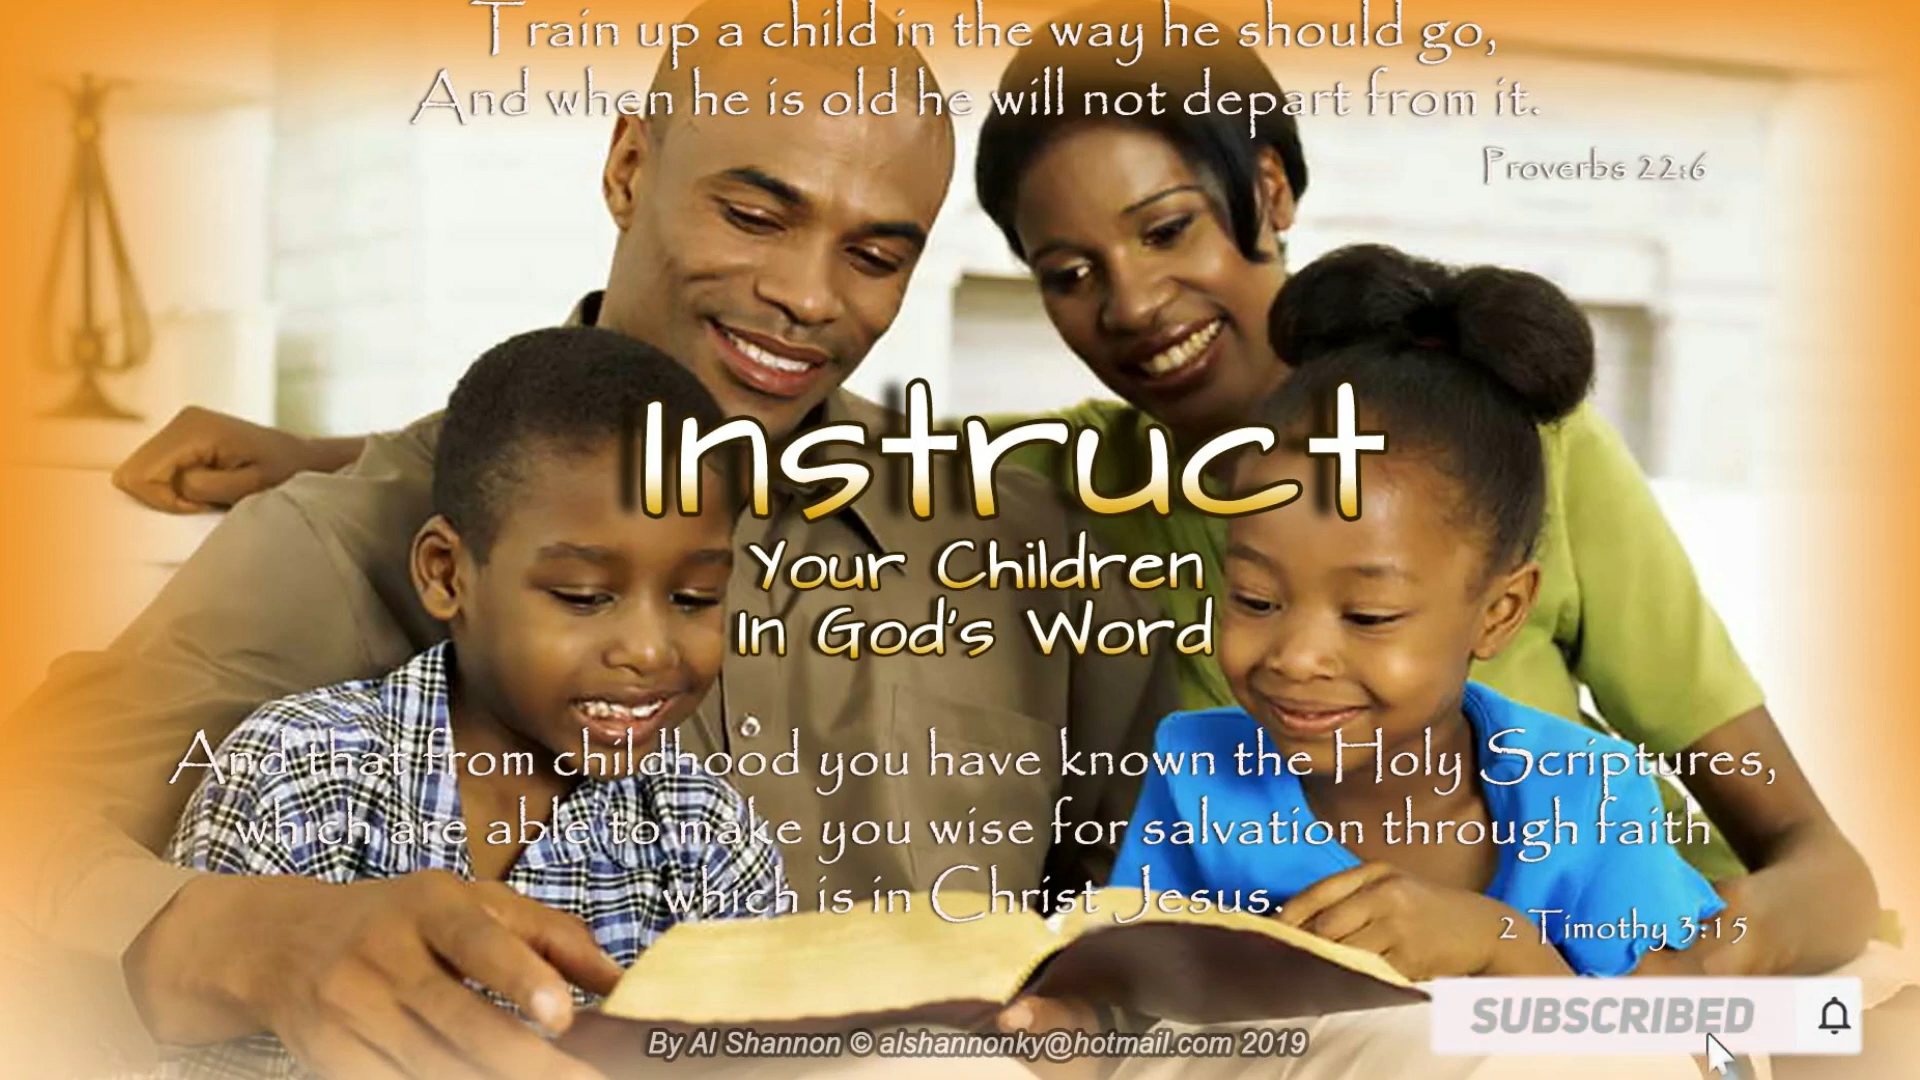 Train up a child in the way he should go,
And when he is old he will not depart from it.
Proverbs 22:6
Instruct
Your Children
In God's Word
And that from childhood you have known the Holy Scriptures,
which are able to make you wise for salvation through faith
which is in Christ Jesus.
2 Timothy 3:15
SUBSCRIBED
By Al Shannon © alshannonky@hotmail.com 2019